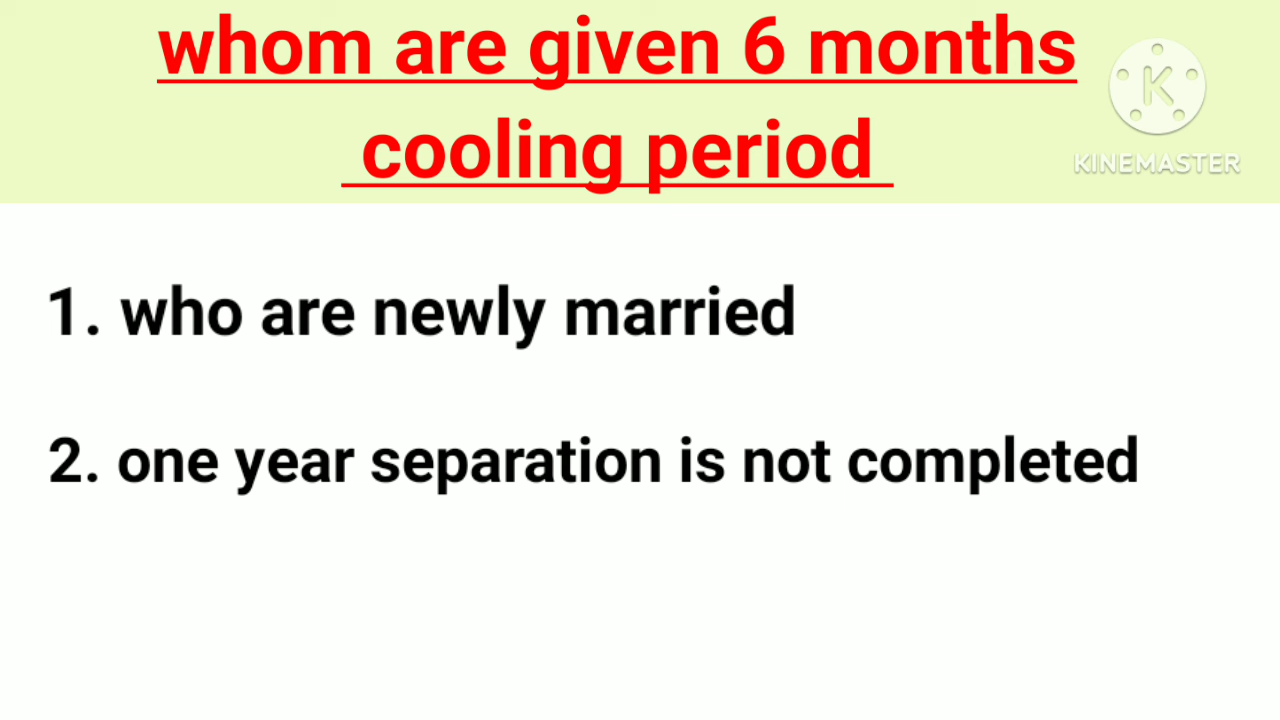 whom are given 6 months
cooling period
K
KINEMASTER
1. who are newly married
2. one year separation is not completed